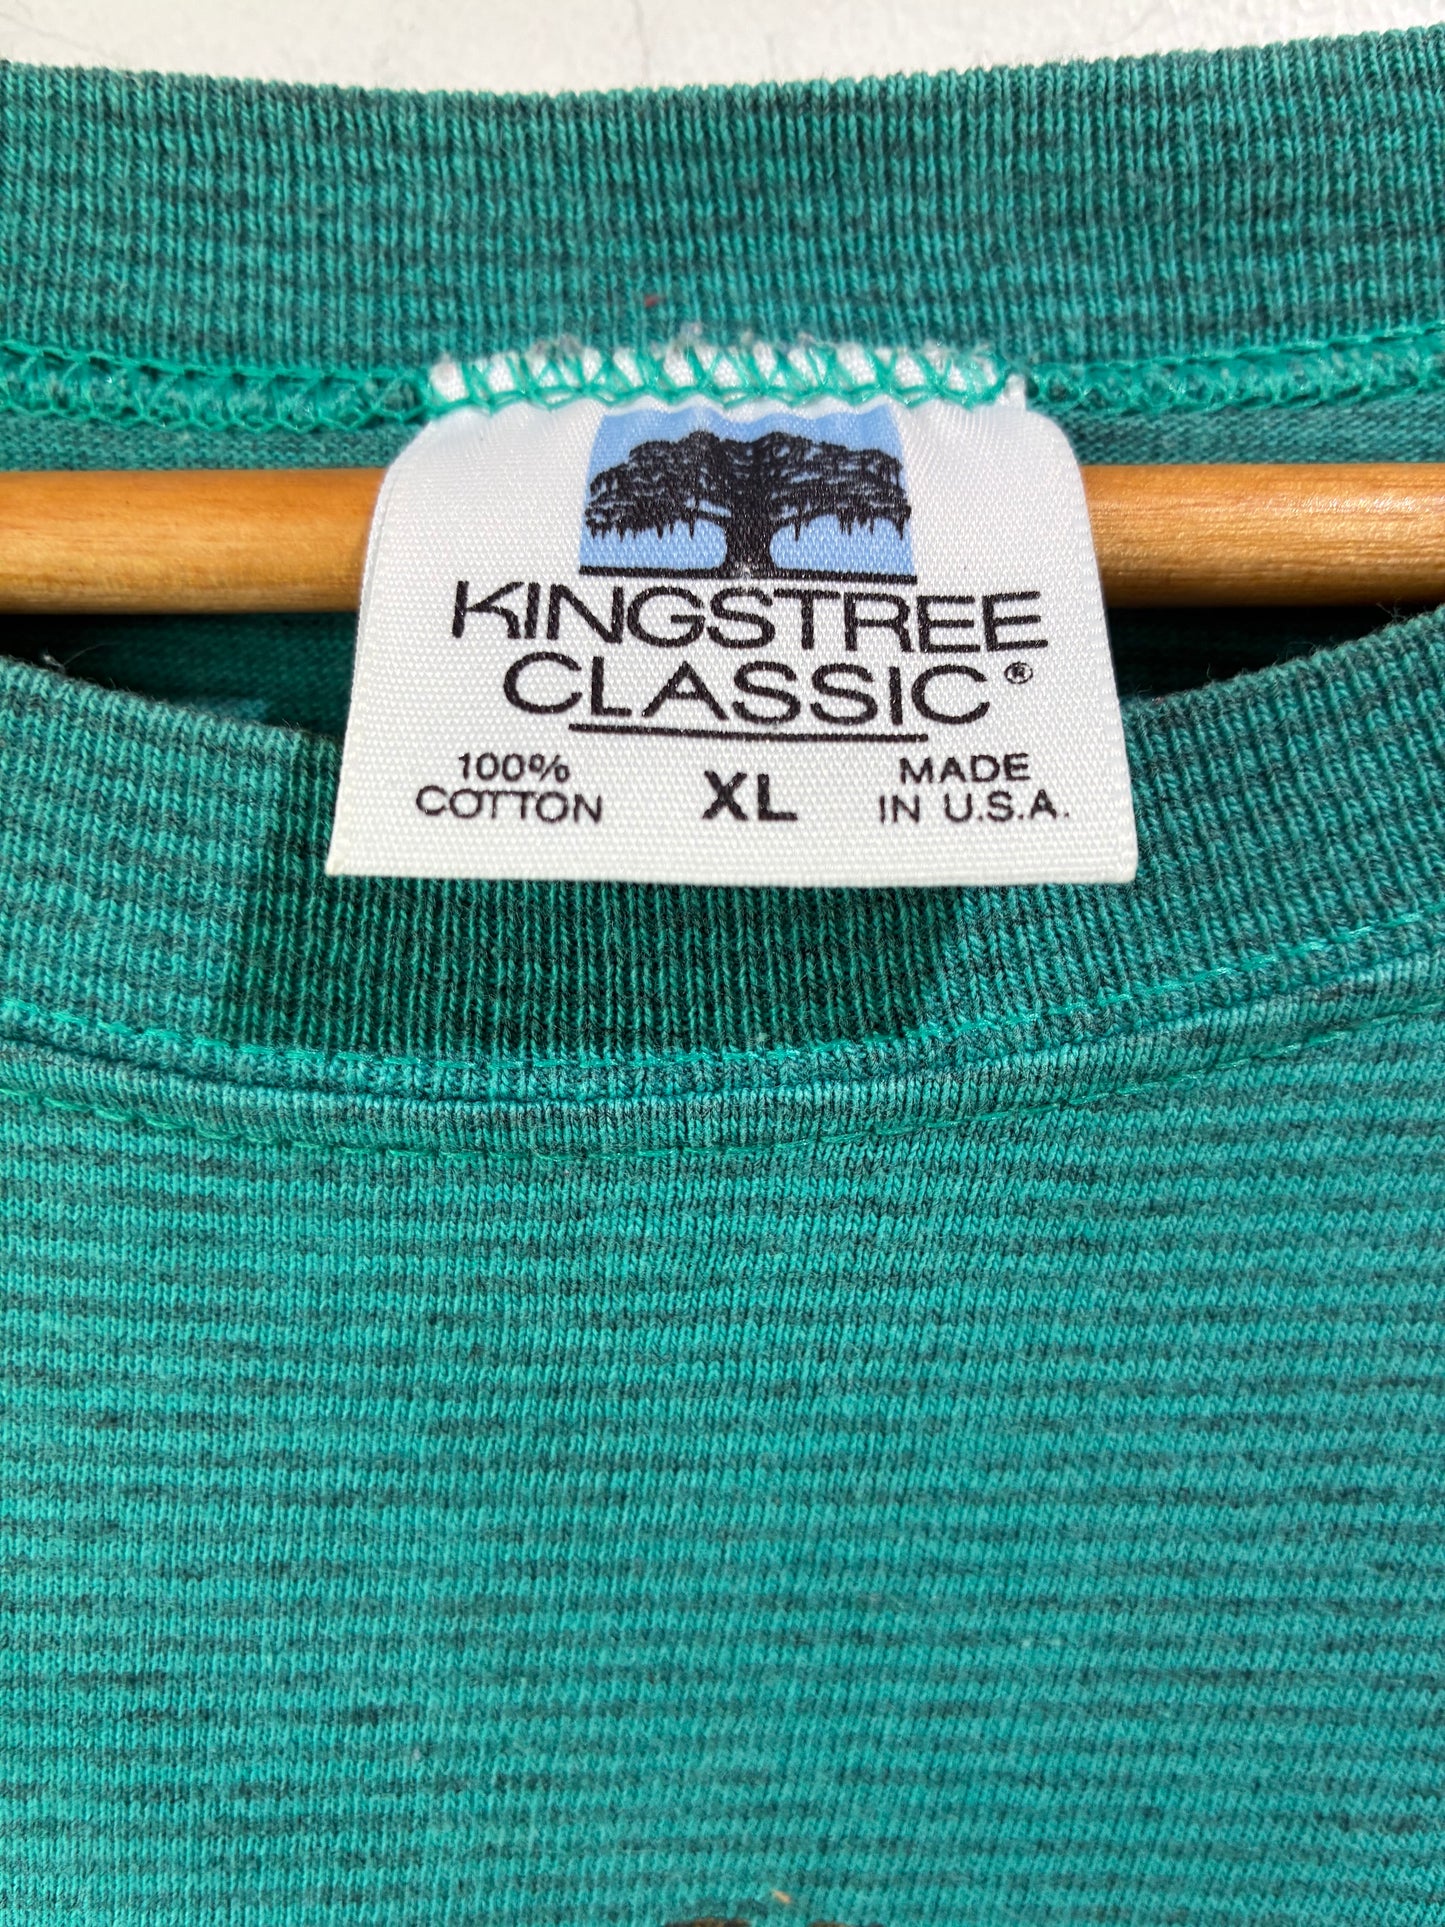 KINGSTREE
CLASSIC®
100%
COTTON
XL
MADE
IN U.S.A.